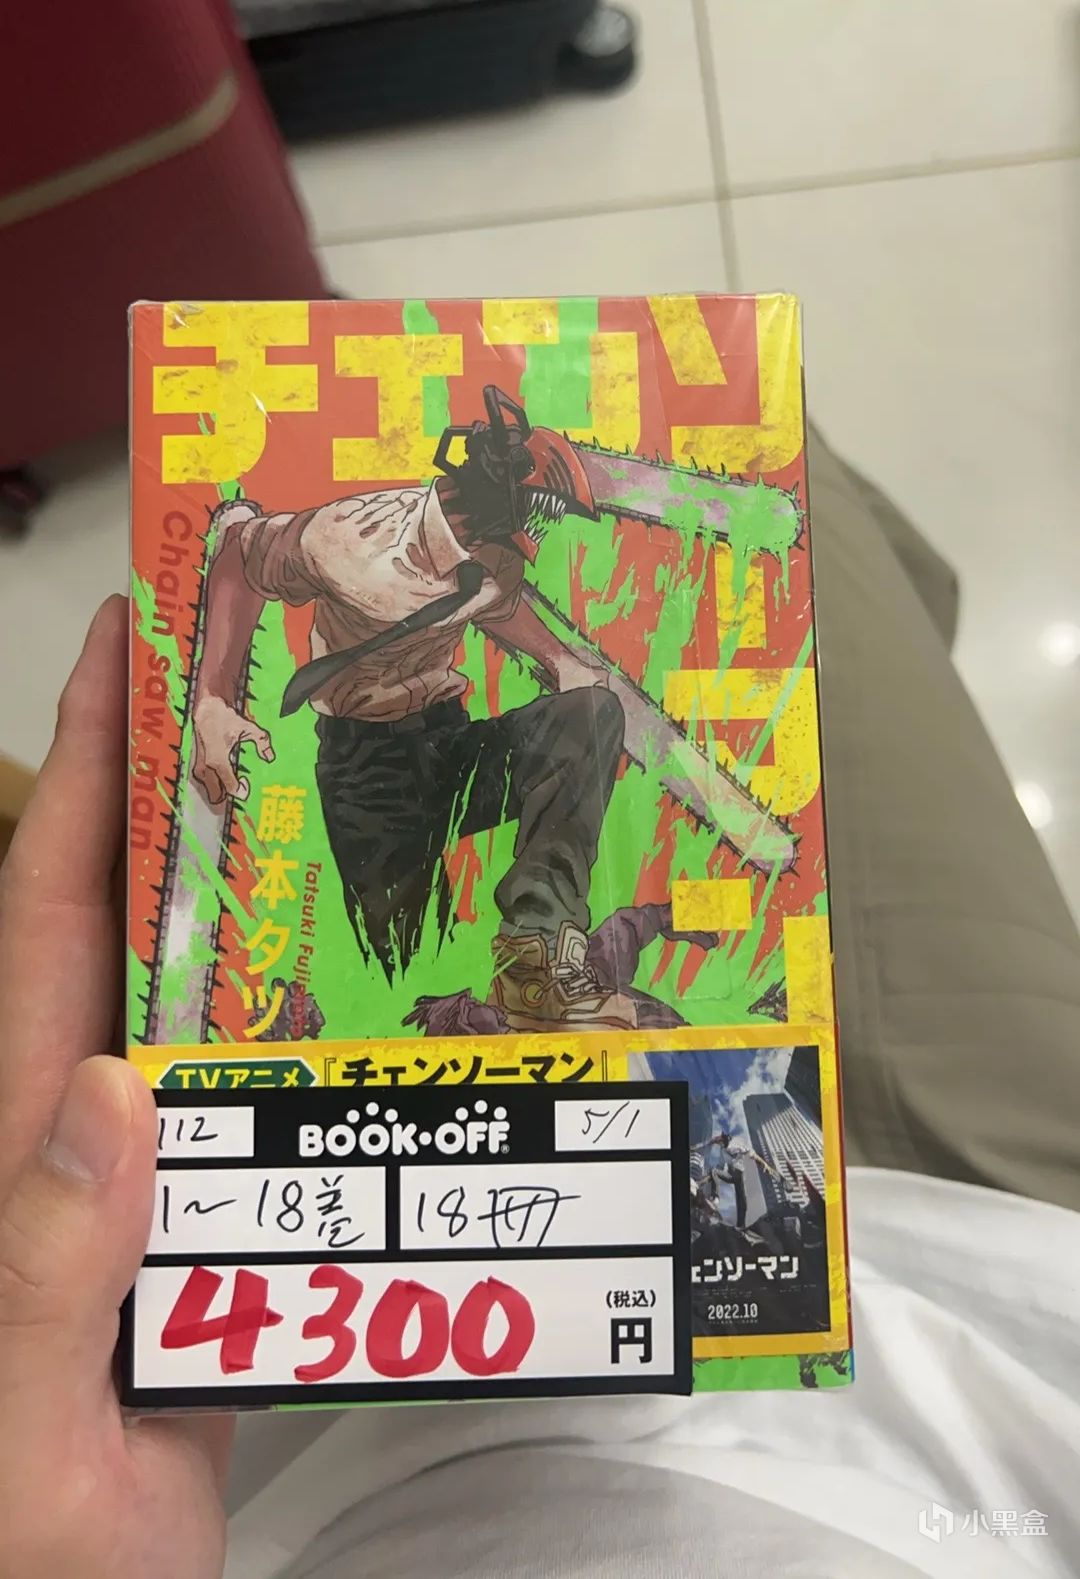 チェンソーマン
Chain saw man
藤本タツ
Tatsuki Fujimoto
TVアニメ『チェンソーマン』
112
BOOK・OFF
5/1
1～18巻
18冊
4300
(税込)
円
ェンソーマン
2022.10
小黑盒